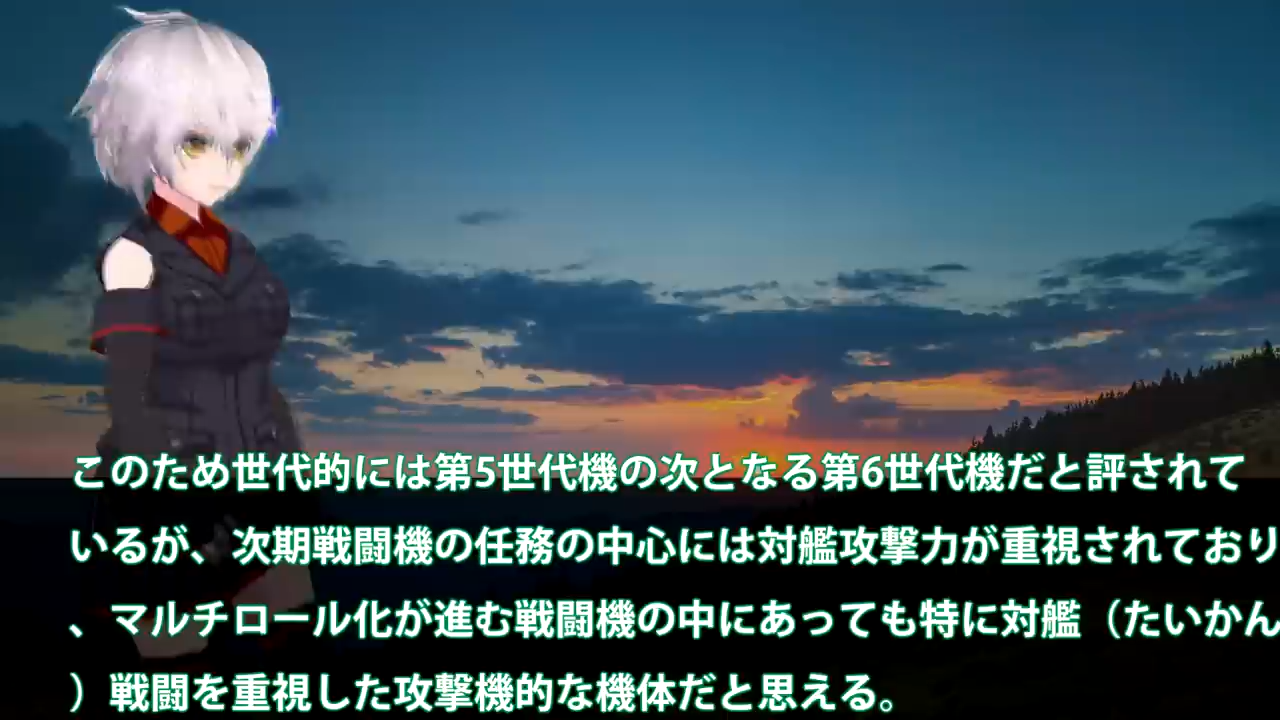 このため世代的には第5世代機の次となる第6世代機だと評されて
いるが、次期戦闘機の任務の中心には対艦攻撃力が重視されており
、マルチロール化が進む戦闘機の中にあっても特に対艦（たいかん
）戦闘を重視した攻撃機的な機体だと思える。